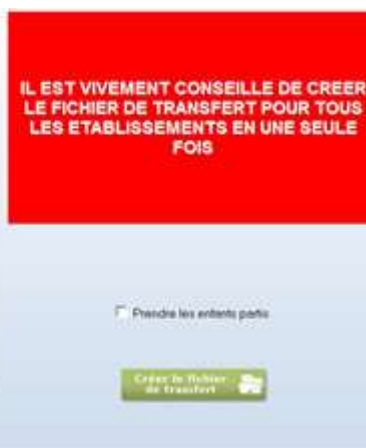 IL EST VIVEMENT CONSEILLE DE CREER
LE FICHIER DE TRANSFERT POUR TOUS
LES ETABLISSEMENTS EN UNE SEULE
FOIS
Prendre les enfants partis
Créer le fichier
de transfert